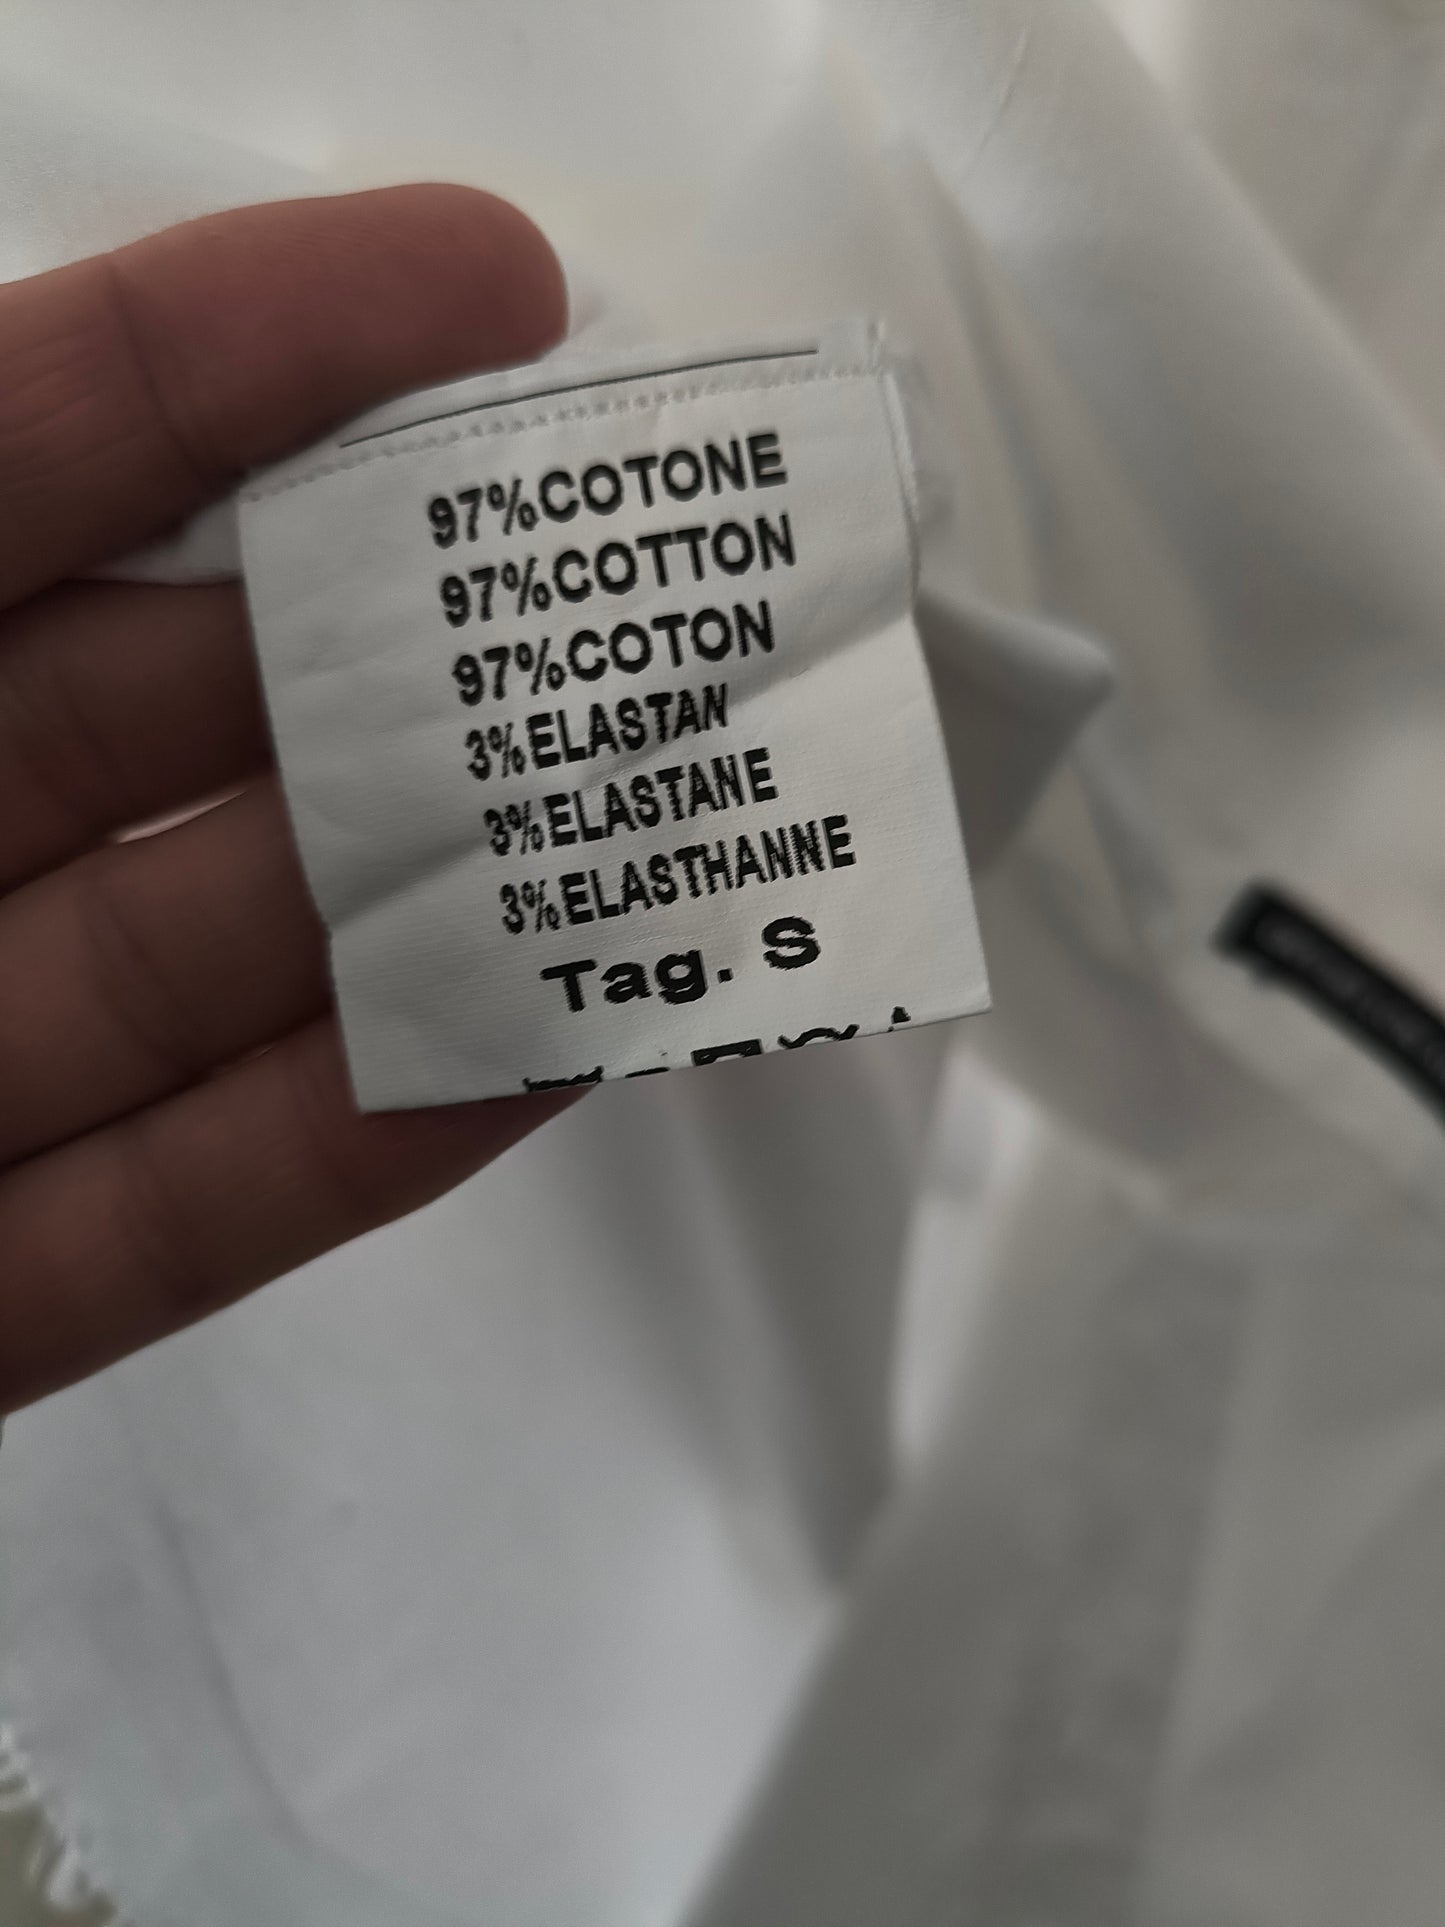 97%COTONE
97%COTTON
97%COTON
3%ELASTAN
3%ELASTANE
3%ELASTHANNE
Tag. S